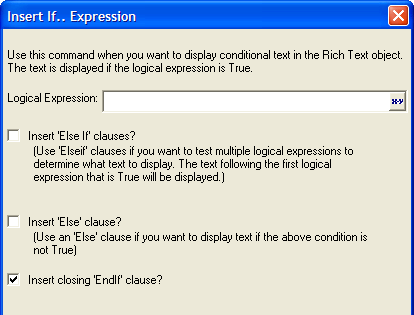 Insert If.. Expression
Use this command when you want to display conditional text in the Rich Text object.
The text is displayed if the logical expression is True.
Logical Expression:
x-y
Insert 'Else If' clauses?
(Use 'Elseif' clauses if you want to test multiple logical expressions to
determine what text to display. The text following the first logical
expression that is True will be displayed.)
Insert 'Else' clause?
(Use an 'Else' clause if you want to display text if the above condition is
not True)
Insert closing 'EndIf' clause?